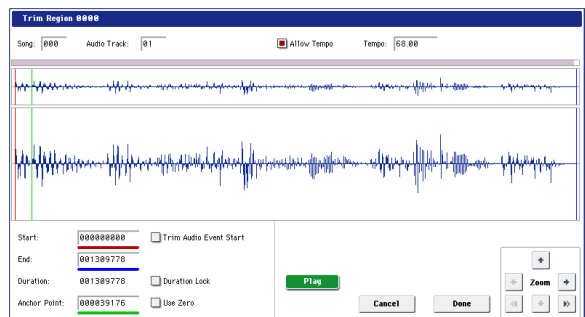 Trim Region 0000
Song: 000 Audio Track: 01 Allow Tempo Tempo: 68.00
Start: 000000000 Trim Audio Event Start
End: 001309778
Duration: 001309778 Duration Lock Play Zoom
Anchor Point: 000039176 Use Zero Cancel Done